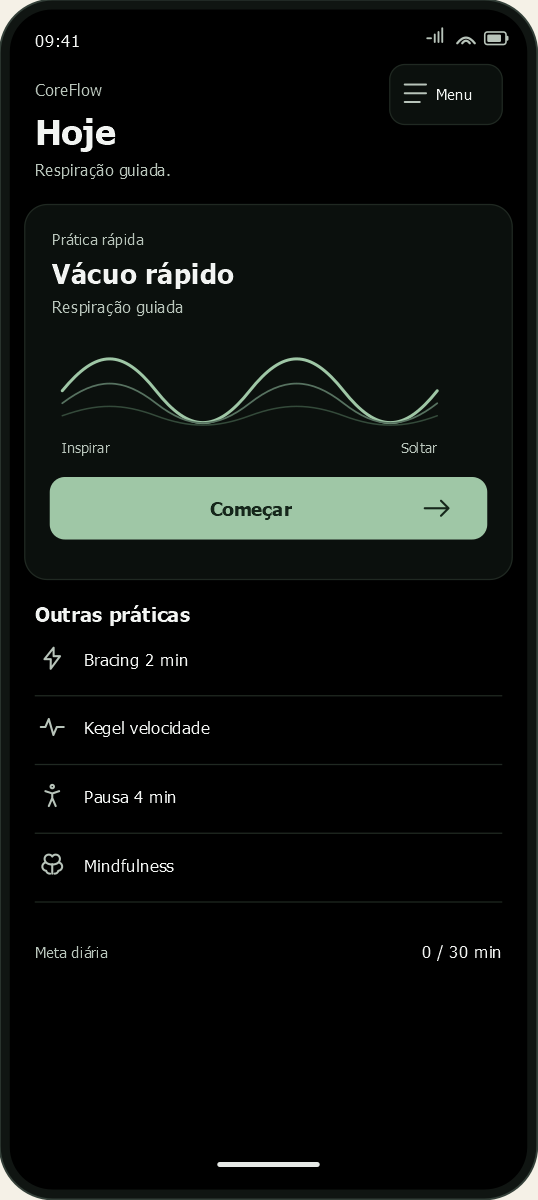 09:41
CoreFlow
Menu
Hoje
Respiração guiada.
Prática rápida
Vácuo rápido
Respiração guiada
Inspirar
Soltar
Começar
Outras práticas
Bracing 2 min
Kegel velocidade
Pausa 4 min
Mindfulness
Meta diária
0 / 30 min